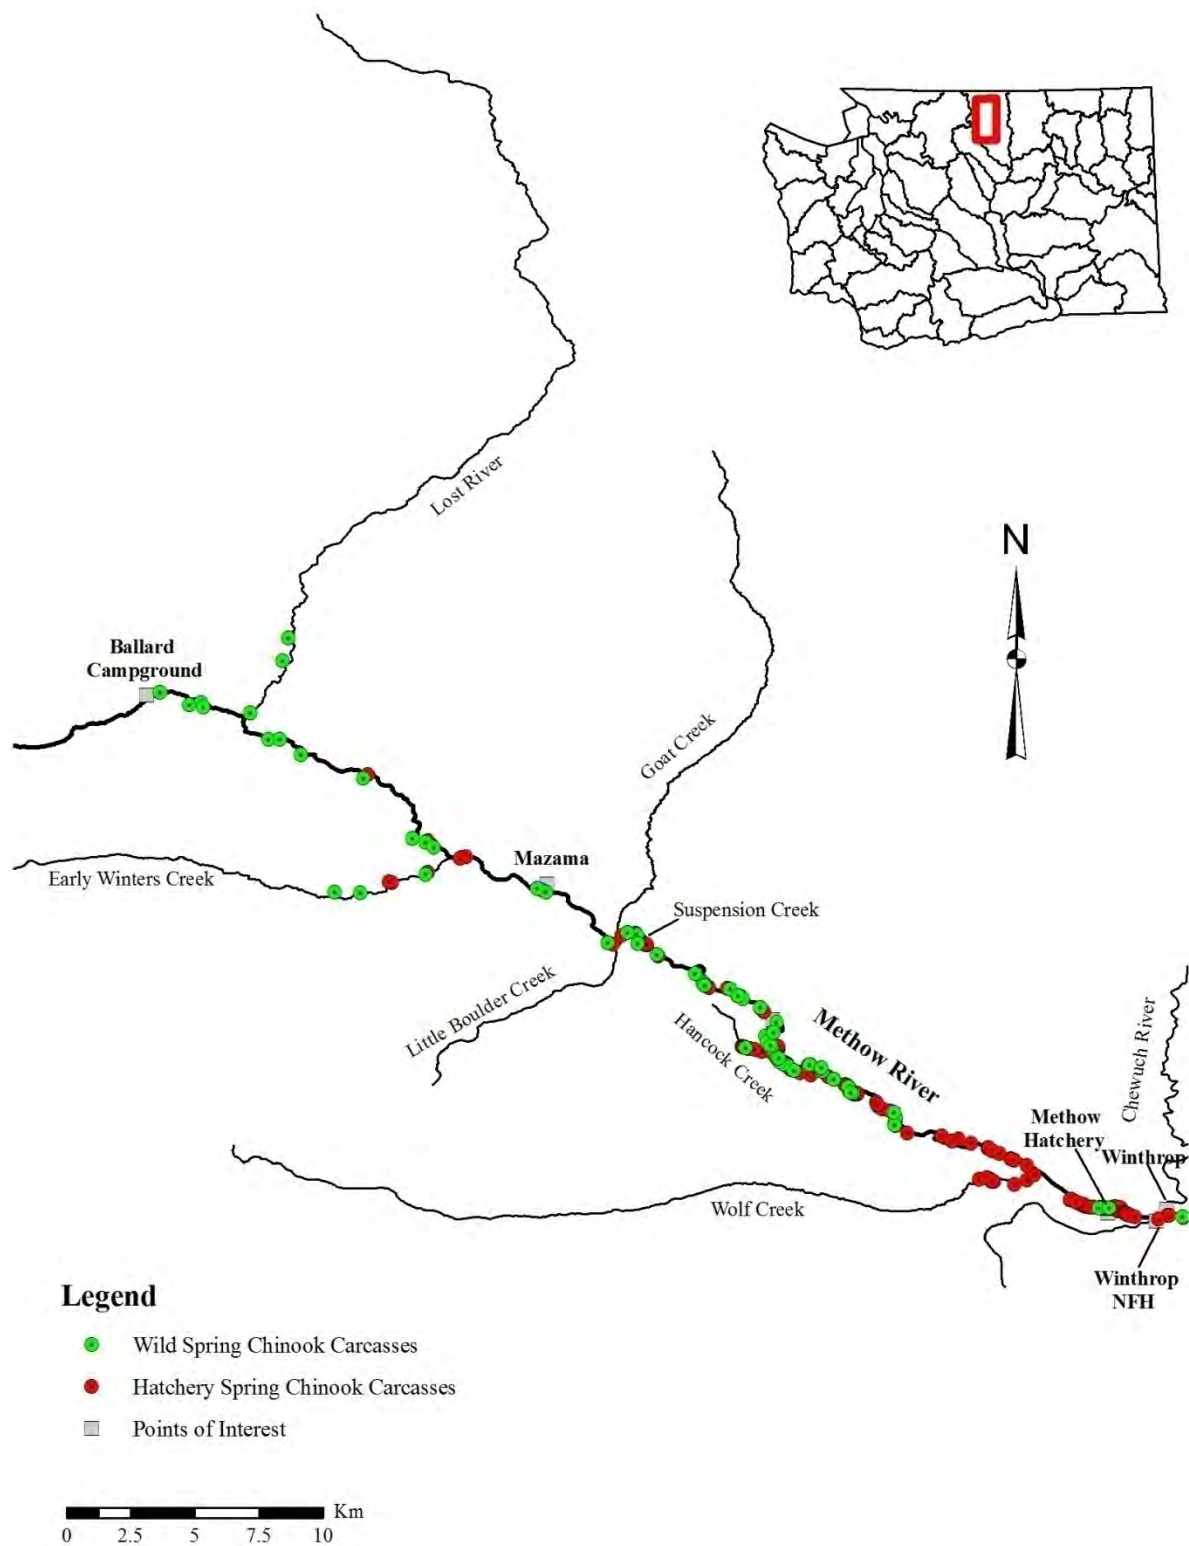 Lost River
N
Ballard
Campground
Goat Creek
Mazama
Early Winters Creek
Suspension Creek
Little Boulder Creek
Hancock Creek
Methow River
Chewuch River
Methow
Hatchery
Winthrop
Wolf Creek
Winthrop
NFH
Legend
Wild Spring Chinook Carcasses
Hatchery Spring Chinook Carcasses
Points of Interest
Km
0 2.5 5 7.5 10